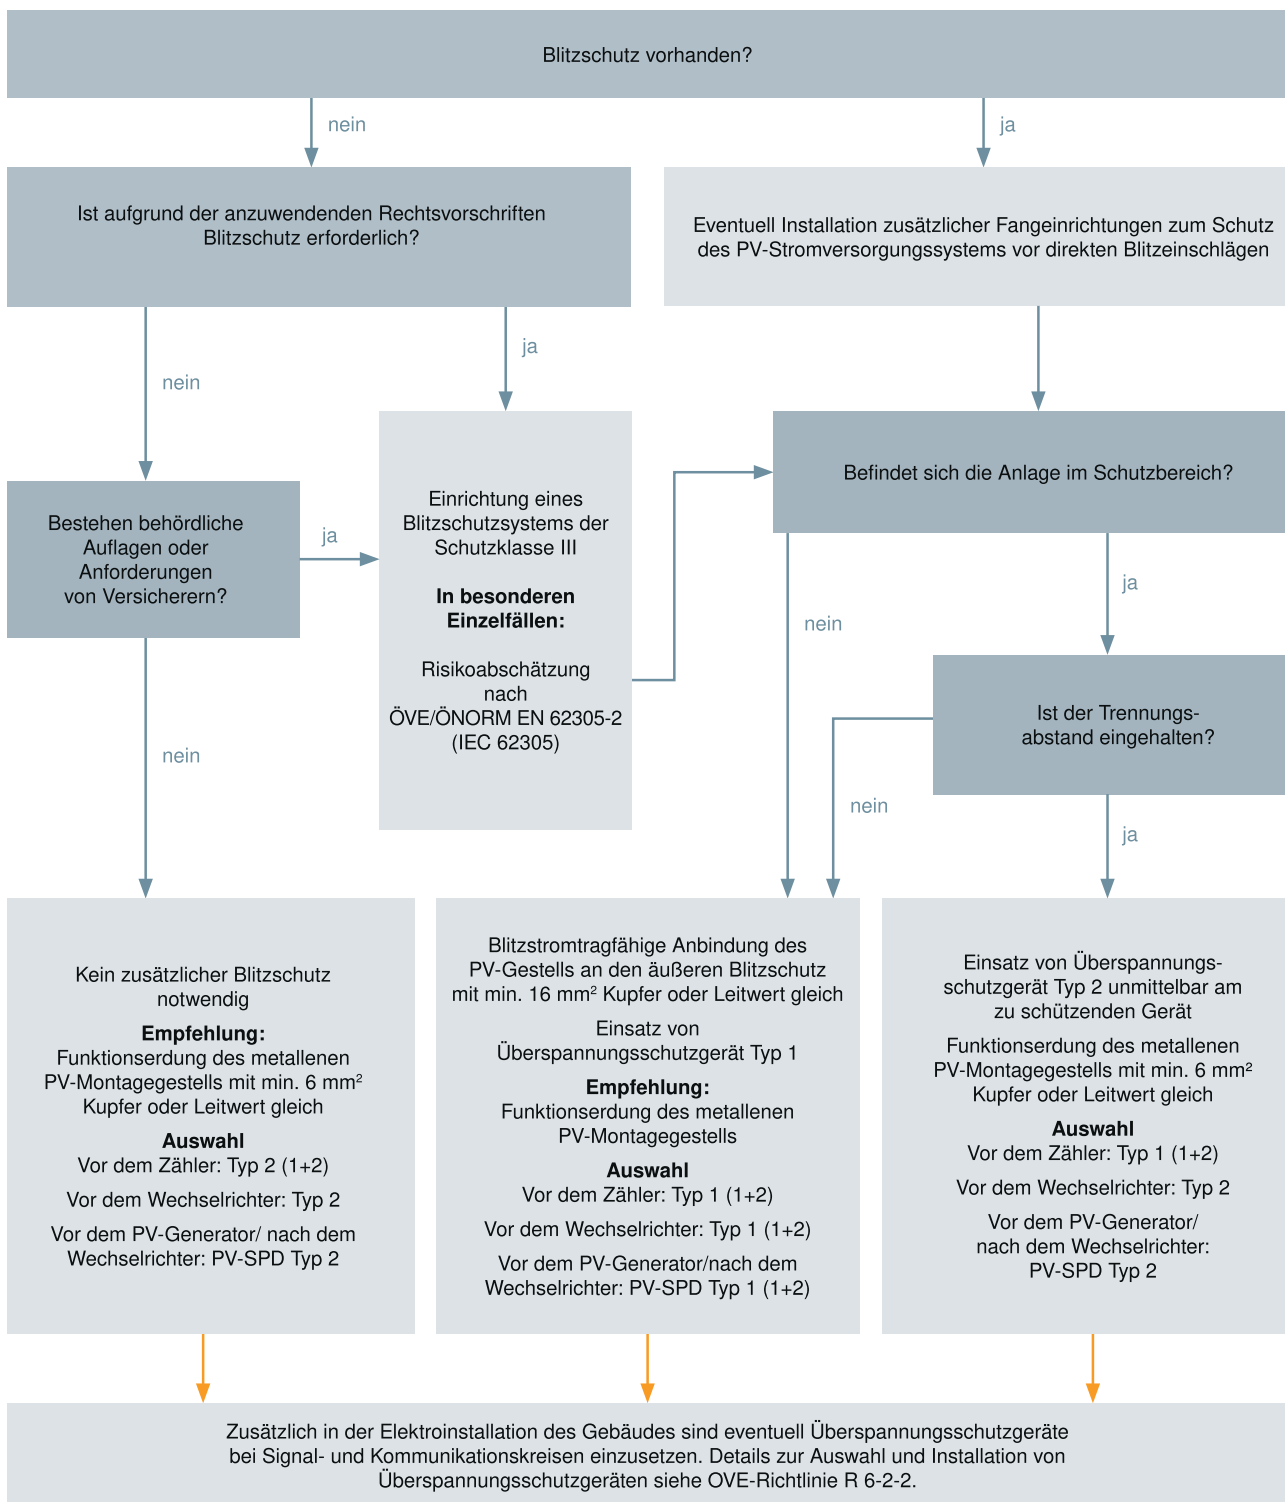 Blitzschutz vorhanden?
nein
ja
Ist aufgrund der anzuwendenden Rechtsvorschriften
Blitzschutz erforderlich?
Eventuell Installation zusätzlicher Fangeinrichtungen zum Schutz
des PV-Stromversorgungssystems vor direkten Blitzeinschlägen
nein
ja
Bestehen behördliche
Auflagen oder
Anforderungen
von Versicherern?
ja
Einrichtung eines
Blitzschutzsystems der
Schutzklasse III
In besonderen
Einzelfällen:
Risikoabschätzung
nach
ÖVE/ÖNORM EN 62305-2
(IEC 62305)
Befindet sich die Anlage im Schutzbereich?
nein
ja
Ist der Trennungs-
abstand eingehalten?
nein
nein
ja
Kein zusätzlicher Blitzschutz
notwendig
Empfehlung:
Funktionserdung des metallenen
PV-Montagegestells mit min. 6 mm²
Kupfer oder Leitwert gleich
Auswahl
Vor dem Zähler: Typ 2 (1+2)
Vor dem Wechselrichter: Typ 2
Vor dem PV-Generator/ nach dem
Wechselrichter: PV-SPD Typ 2
Blitzstromtragfähige Anbindung des
PV-Gestells an den äußeren Blitzschutz
mit min. 16 mm² Kupfer oder Leitwert gleich
Einsatz von
Überspannungsschutzgerät Typ 1
Empfehlung:
Funktionserdung des metallenen
PV-Montagegestells
Auswahl
Vor dem Zähler: Typ 1 (1+2)
Vor dem Wechselrichter: Typ 1 (1+2)
Vor dem PV-Generator/nach dem
Wechselrichter: PV-SPD Typ 1 (1+2)
Einsatz von Überspannungs-
schutzgerät Typ 2 unmittelbar am
zu schützenden Gerät
Funktionserdung des metallenen
PV-Montagegestells mit min. 6 mm²
Kupfer oder Leitwert gleich
Auswahl
Vor dem Zähler: Typ 1 (1+2)
Vor dem Wechselrichter: Typ 2
Vor dem PV-Generator/
nach dem Wechselrichter:
PV-SPD Typ 2
Zusätzlich in der Elektroinstallation des Gebäudes sind eventuell Überspannungsschutzgeräte
bei Signal- und Kommunikationskreisen einzusetzen. Details zur Auswahl und Installation von
Überspannungsschutzgeräten siehe OVE-Richtlinie R 6-2-2.